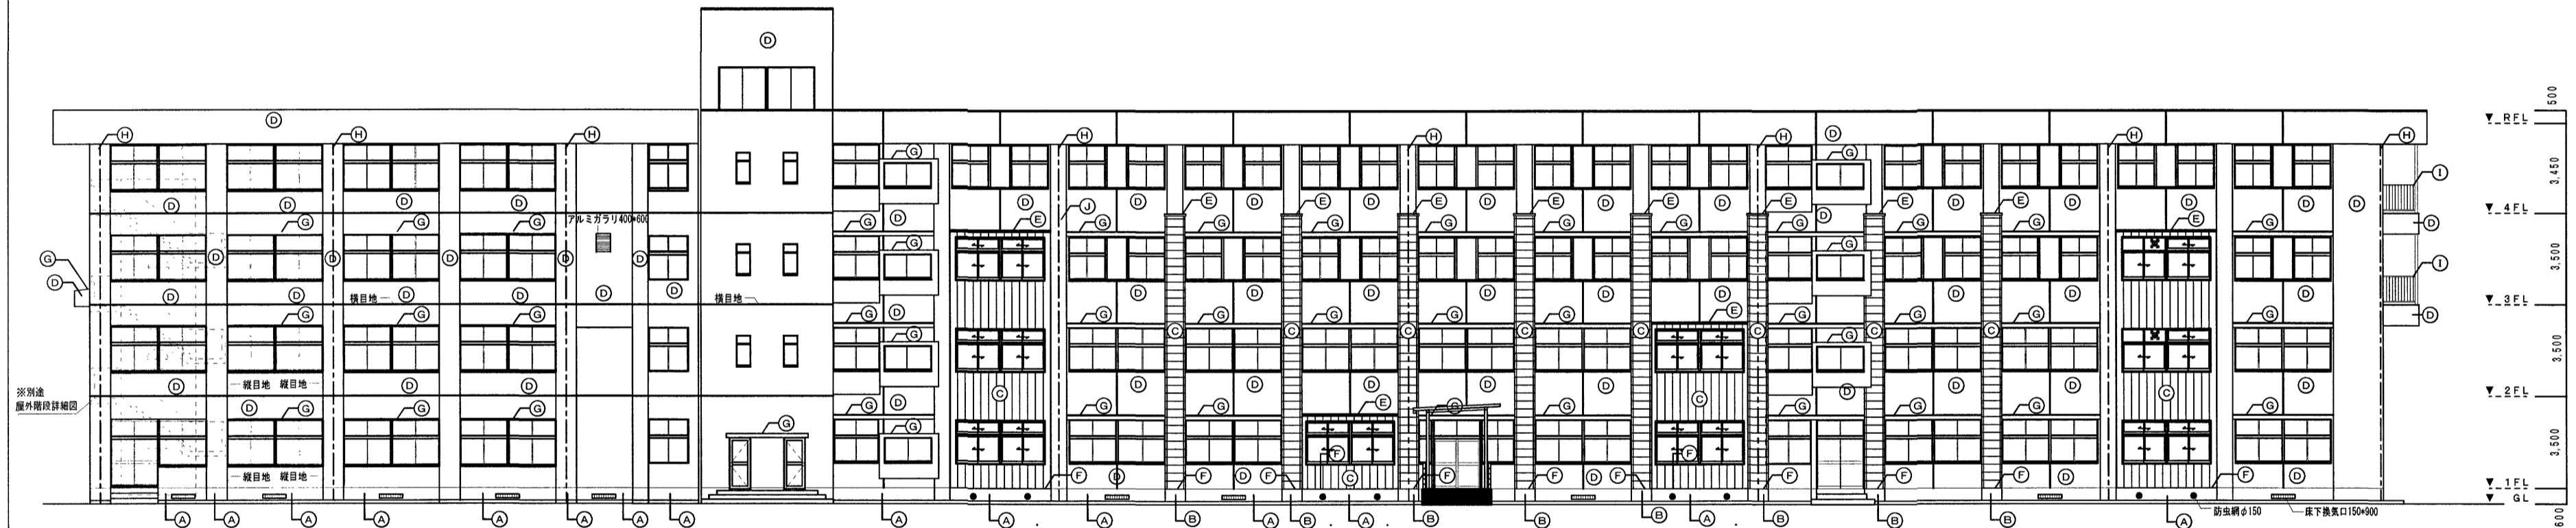 D
H H H H H H H H
D
G G
▼ RFL
500
D D D D
G G G
アルミガラリ400*600
D E J D G E
I
3,450
▼ 4FL
D
G
D
D D D D D D
D D D D D
横目地
横目地
3,500
I
▼ 3FL
D
G G G
C C C C C C C C
E
D
縦目地 縦目地
D D D
3,500
※別途
屋外階段詳細図
▼ 2FL
D
G G G
G
E
C
縦目地 縦目地
3,500
F F F F F F F F
▼ 1FL
▼ GL
A A A A A A A A A A A B A B A B B B A B B B A
防虫網φ150
床下換気口150*900
600